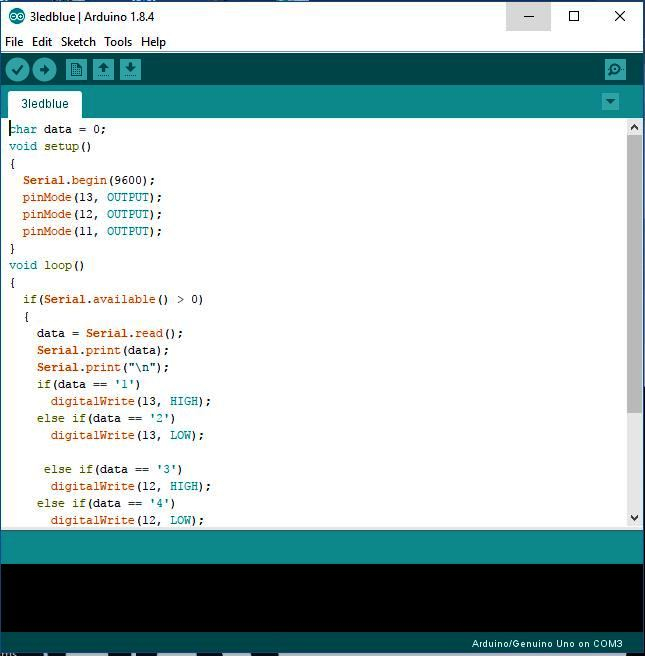 3ledblue | Arduino 1.8.4
File Edit Sketch Tools Help
3ledblue
char data = 0;
void setup()
{
  Serial.begin(9600);
  pinMode(13, OUTPUT);
  pinMode(12, OUTPUT);
  pinMode(11, OUTPUT);
}
void loop()
{
  if(Serial.available() > 0)
  {
    data = Serial.read();
    Serial.print(data);
    Serial.print("\n");
    if(data == '1')
      digitalWrite(13, HIGH);
    else if(data == '2')
      digitalWrite(13, LOW);
     else if(data == '3')
      digitalWrite(12, HIGH);
    else if(data == '4')
      digitalWrite(12, LOW);
Arduino/Genuino Uno on COM3